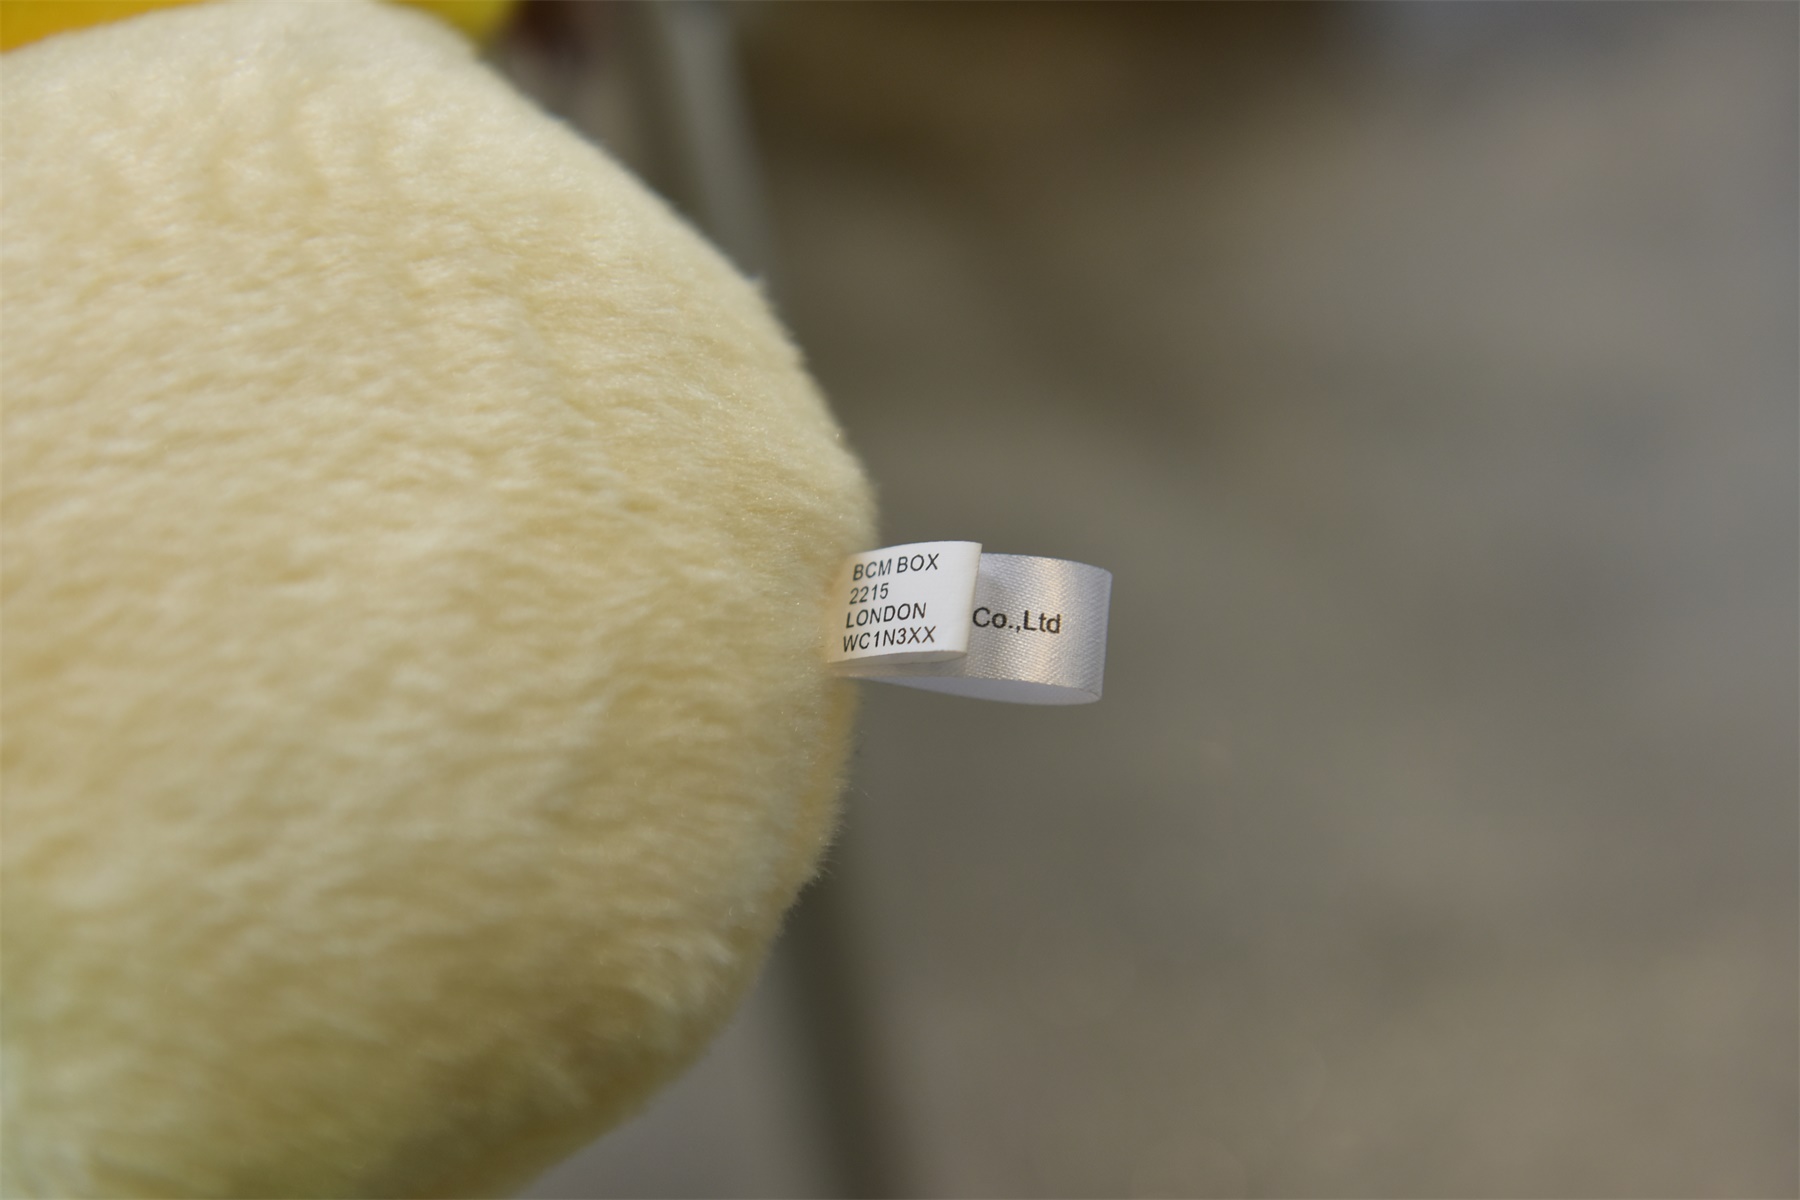 BCM BOX
2215
LONDON
WC1N3XX
Co.,Ltd